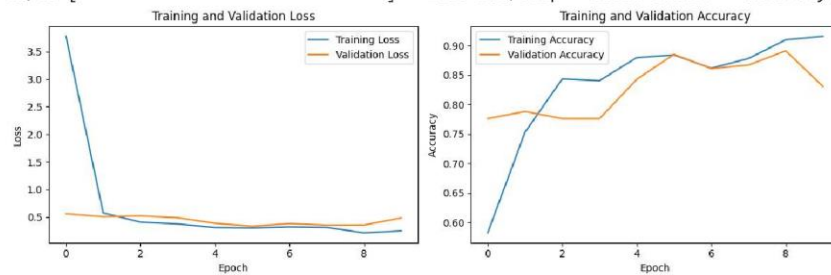 Training and Validation Loss
Training Loss
Validation Loss
3.5
3.0
2.5
2.0
1.5
1.0
0.5
Loss
0
2
4
6
8
Epoch
Training and Validation Accuracy
Training Accuracy
Validation Accuracy
0.90
0.85
0.80
0.75
0.70
0.65
0.60
Accuracy
0
2
4
6
8
Epoch